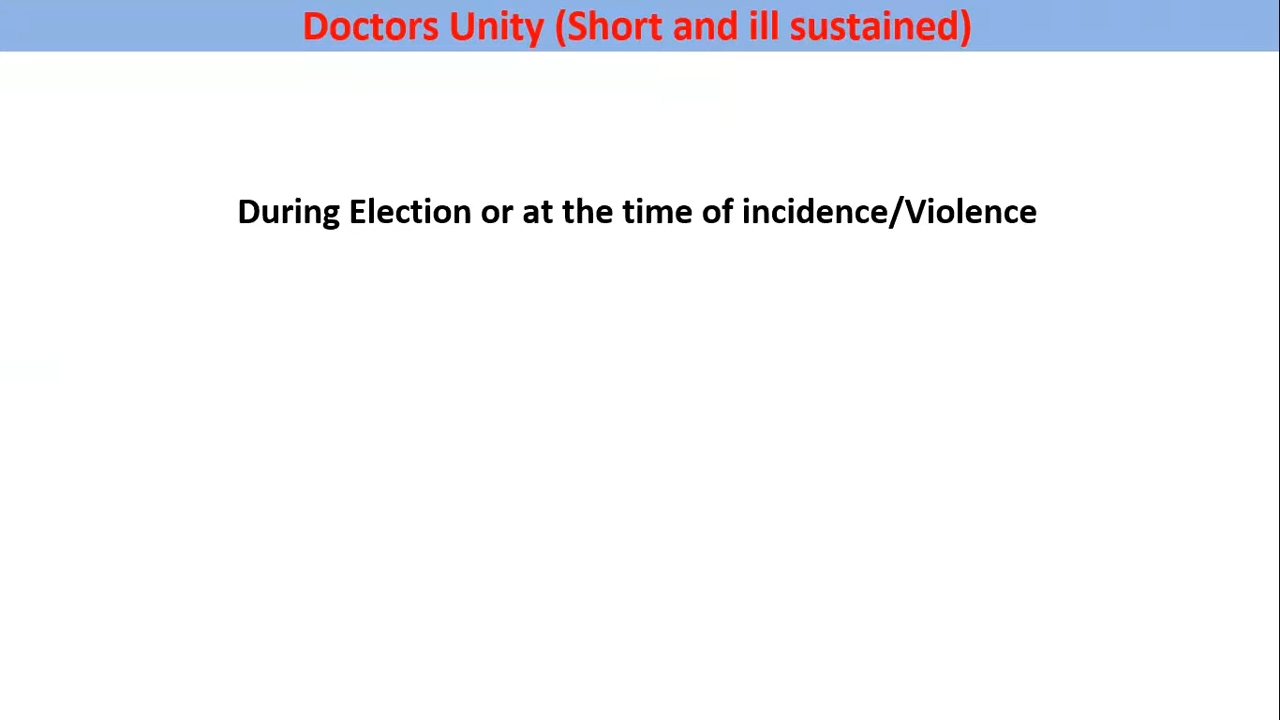 Doctors Unity (Short and ill sustained)
During Election or at the time of incidence/Violence